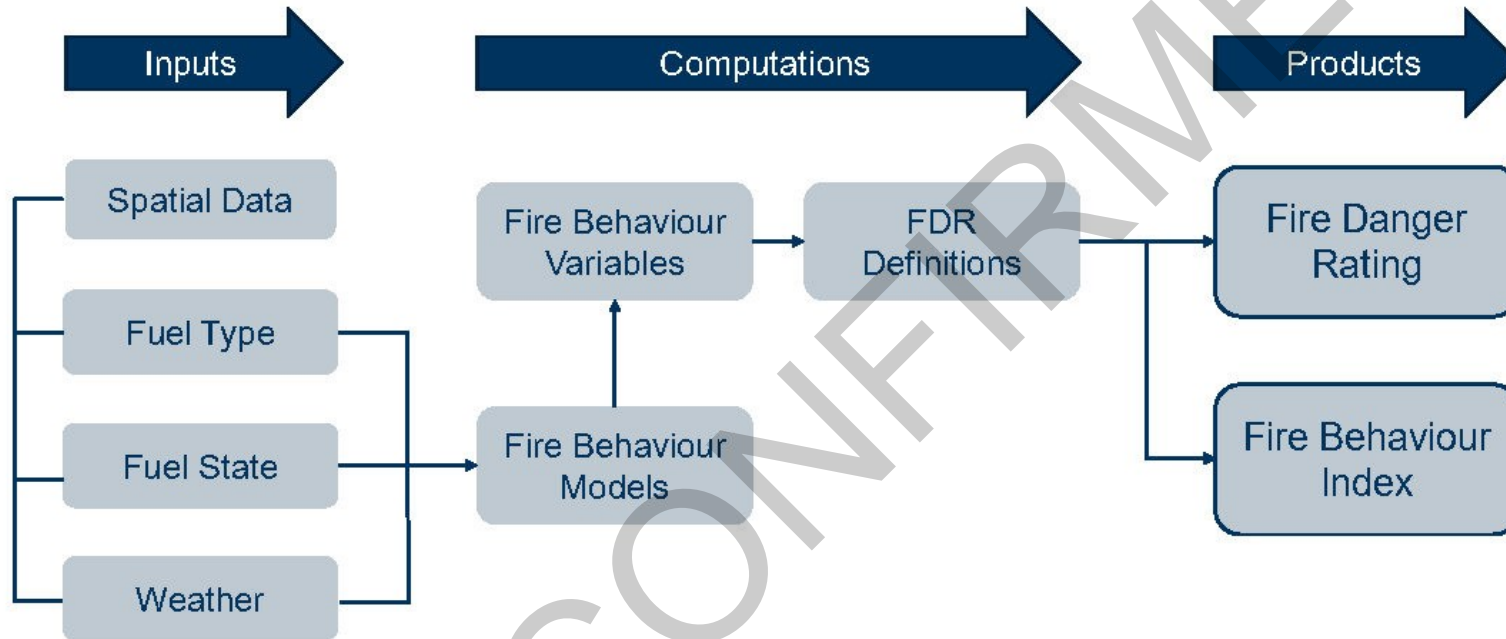 Inputs
Computations
Products
Spatial Data
Fuel Type
Fuel State
Weather
Fire Behaviour
Variables
FDR
Definitions
Fire Behaviour
Models
Fire Danger
Rating
Fire Behaviour
Index
CONFIRME